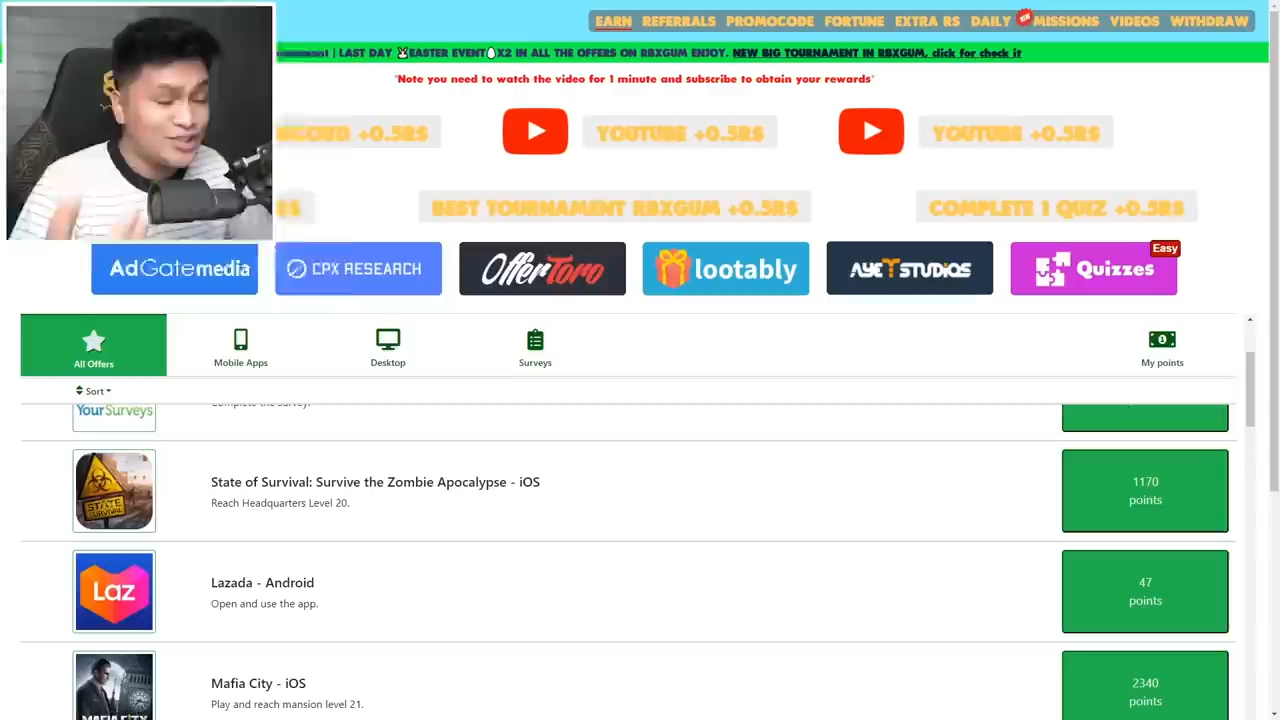 EARN REFERRALS PROMOCODE FORTUNE EXTRA RS DAILY MISSIONS VIDEOS WITHDRAW
| LAST DAY EASTER EVENT X2 IN ALL THE OFFERS ON RBXGUM ENJOY. NEW BIG TOURNAMENT IN RBXGUM, click for check it
*Note you need to watch the video for 1 minute and subscribe to obtain your rewards*
+0.5R$ YOUTUBE +0.5R$ YOUTUBE +0.5R$
BEST TOURNAMENT RBXGUM +0.5R$ COMPLETE 1 QUIZ +0.5R$
Easy
AdGatemedia CPX RESEARCH OfferToro lootably AYET STUDIOS Quizzes
All Offers Mobile Apps Desktop Surveys My points
Sort
YourSurveys
State of Survival: Survive the Zombie Apocalypse - iOS
Reach Headquarters Level 20.
1170
points
STATE SURVIVAL
Lazada - Android
Open and use the app.
47
points
Laz
Mafia City - iOS
Play and reach mansion level 21.
2340
points
MAFIA CITY